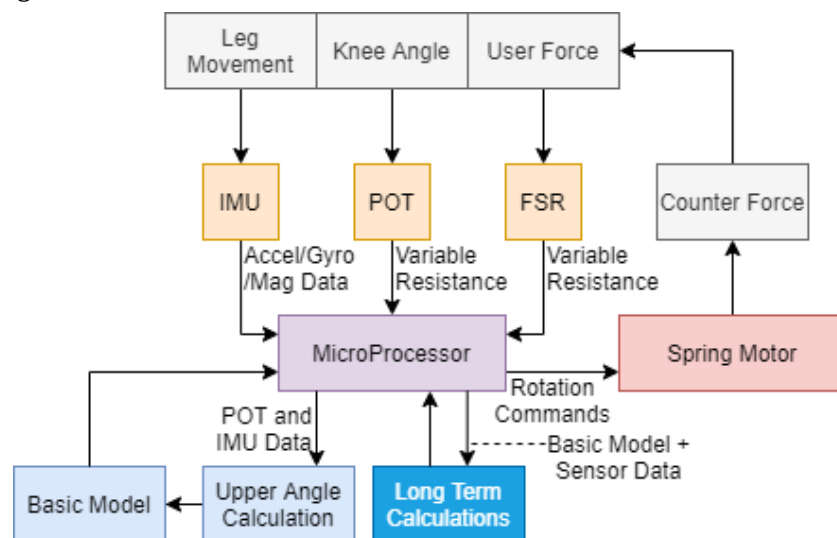 Leg
Movement
Knee Angle
User Force
IMU
POT
FSR
Counter Force
Accel/Gyro
/Mag Data
Variable
Resistance
Variable
Resistance
MicroProcessor
Spring Motor
Rotation
Commands
POT and
IMU Data
Basic Model +
Sensor Data
Basic Model
Upper Angle
Calculation
Long Term
Calculations